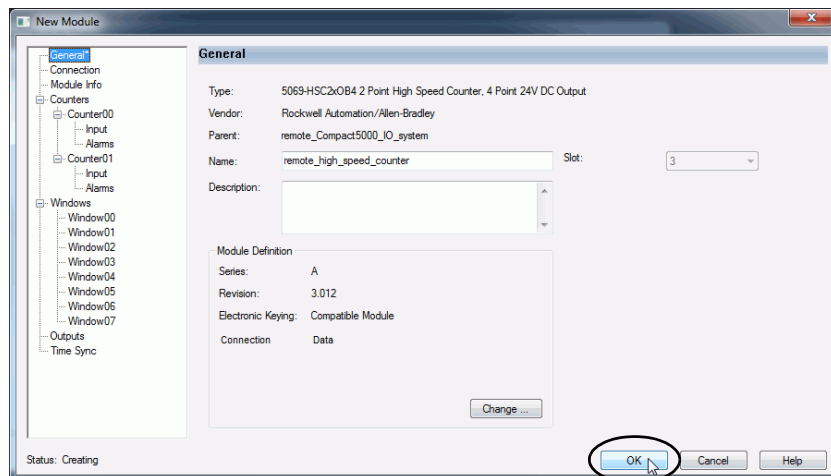 New Module
General*
Connection
Module Info
Counters
Counter00
Input
Alarms
Counter01
Input
Alarms
Windows
Window00
Window01
Window02
Window03
Window04
Window05
Window06
Window07
Outputs
Time Sync
General
Type: 5069-HSC2xOB4 2 Point High Speed Counter, 4 Point 24V DC Output
Vendor: Rockwell Automation/Allen-Bradley
Parent: remote_Compact5000_IO_system
Name: remote_high_speed_counter Slot: 3
Description:
Module Definition
Series: A
Revision: 3.012
Electronic Keying: Compatible Module
Connection Data
Change ...
Status: Creating
OK Cancel Help